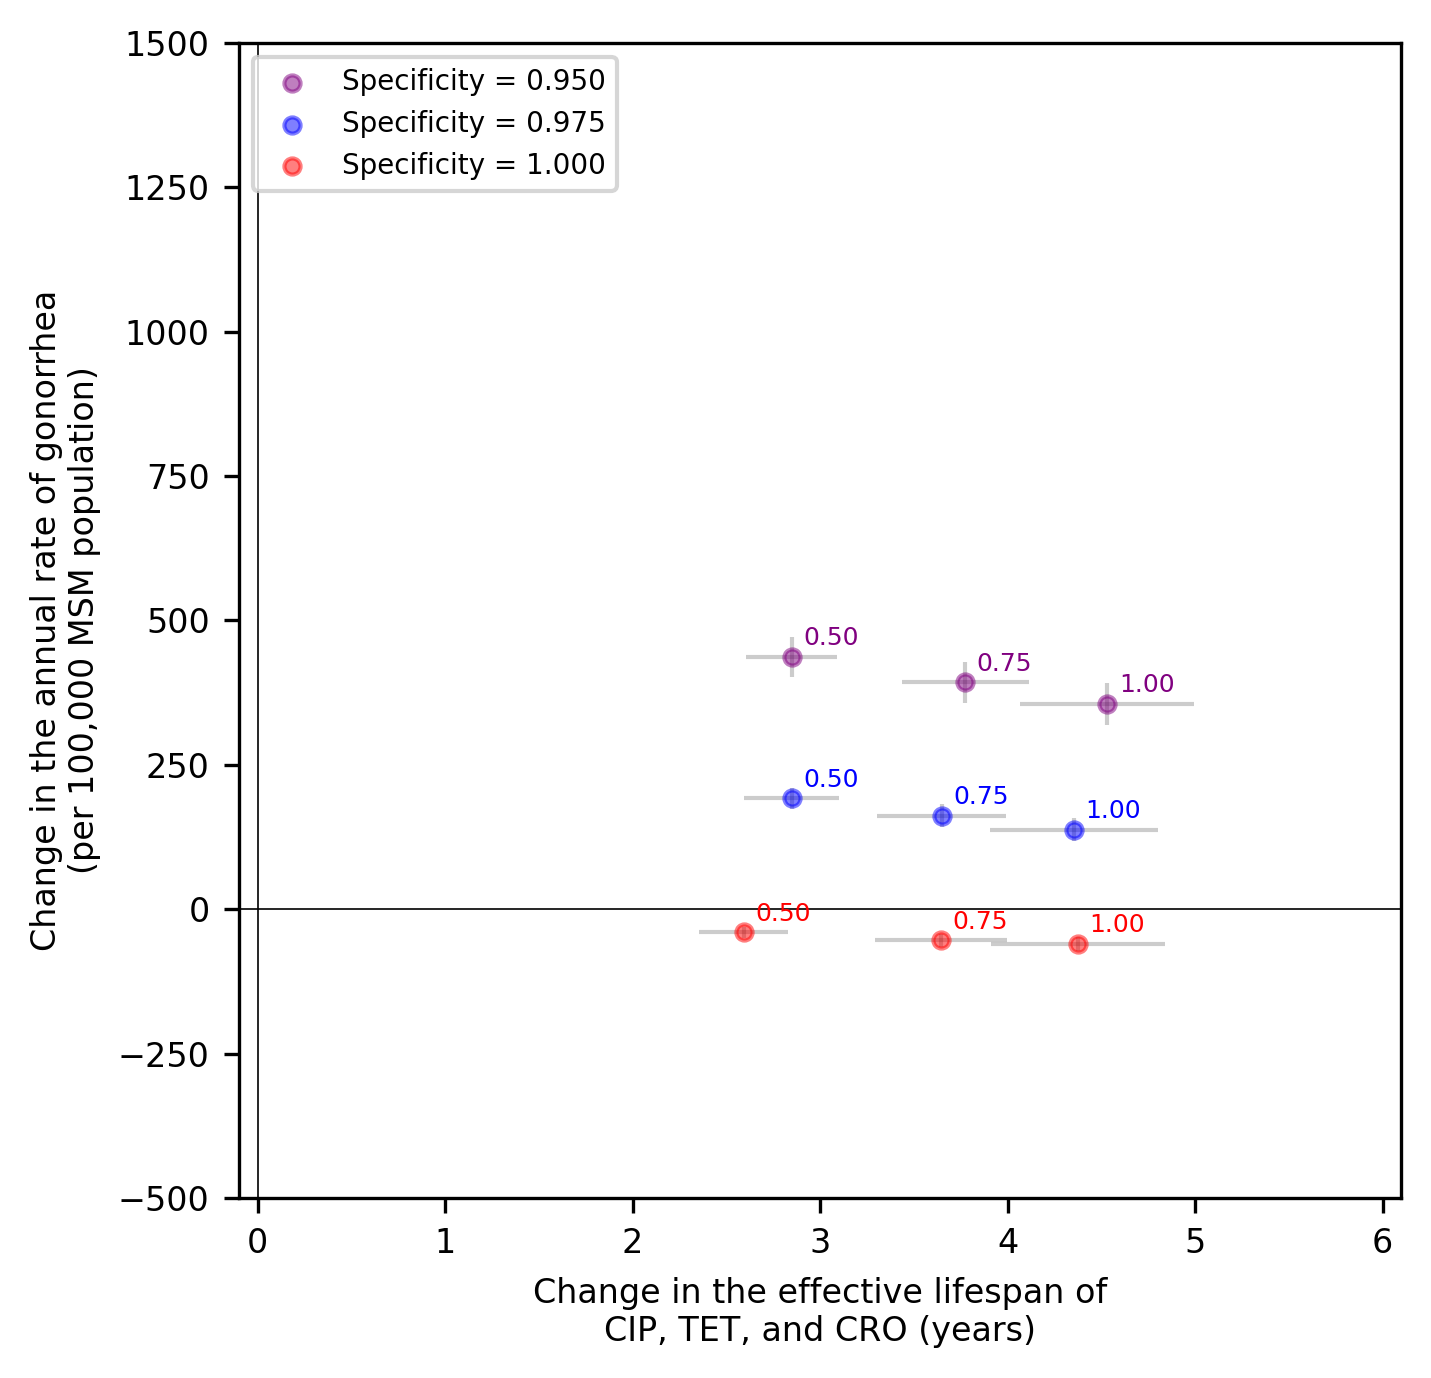 1500
1250
1000
750
500
250
0
−250
−500
Change in the annual rate of gonorrhea
(per 100,000 MSM population)
Specificity = 0.950
Specificity = 0.975
Specificity = 1.000
0.50
0.75
1.00
0.50
0.75
1.00
0.50
0.75
1.00
0 1 2 3 4 5 6
Change in the effective lifespan of
CIP, TET, and CRO (years)